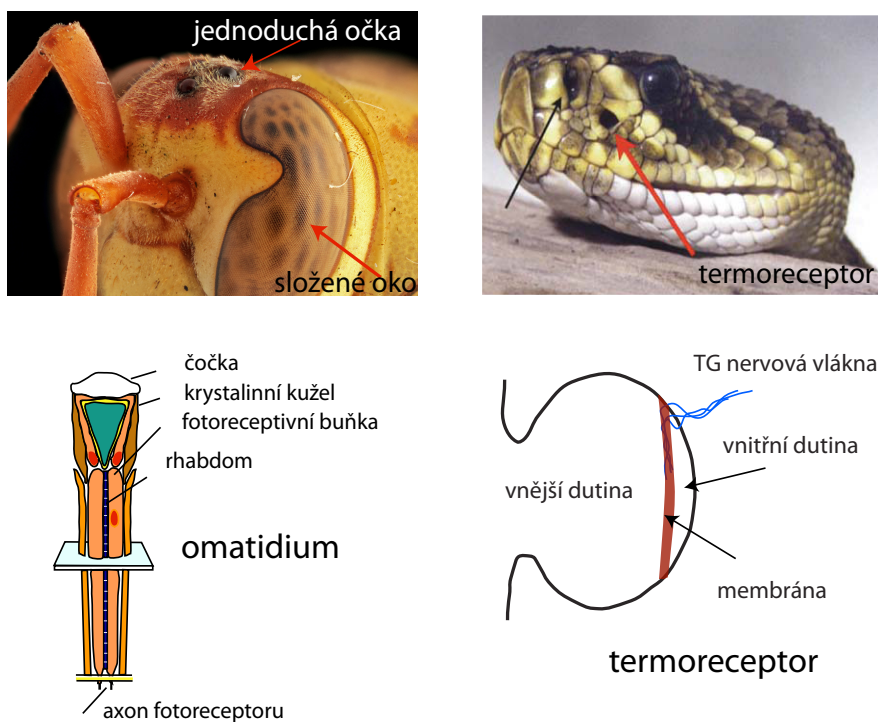 jednoduchá očka
složené oko
termoreceptor
čočka
krystalinní kužel
fotoreceptivní buňka
rhabdom
omatidium
axon fotoreceptoru
TG nervová vlákna
vnitřní dutina
vnější dutina
membrána
termoreceptor